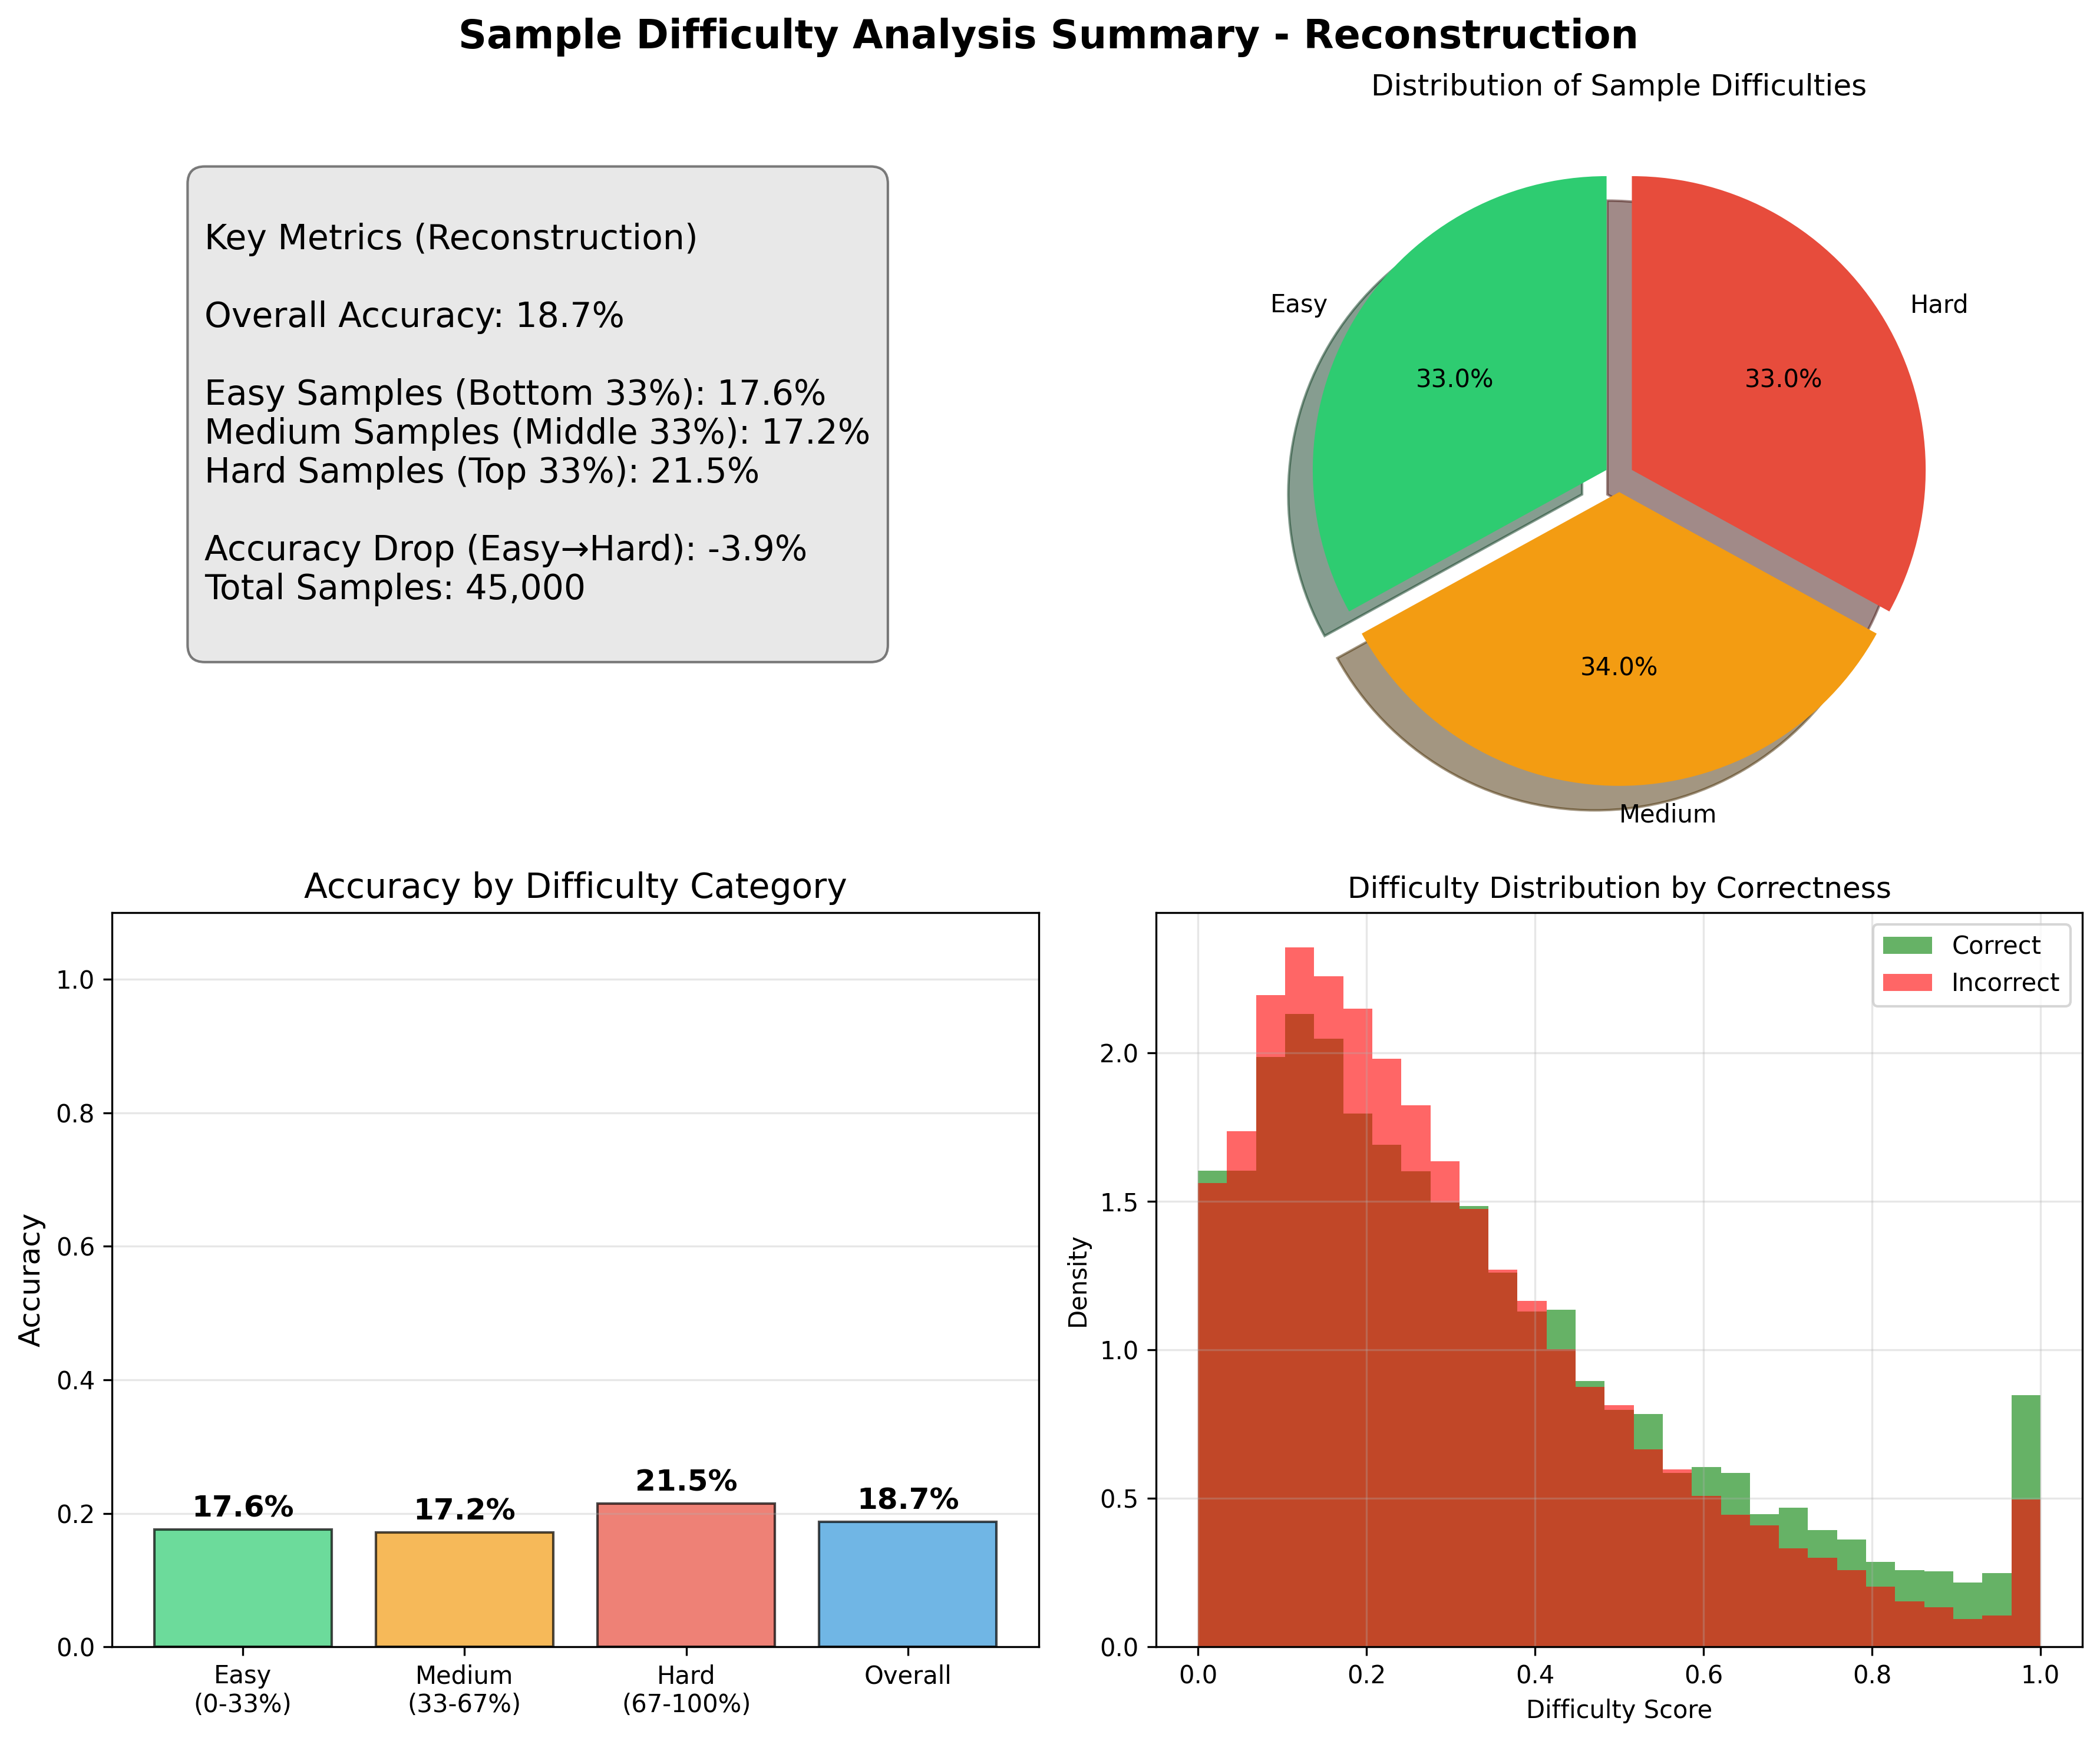 Sample Difficulty Analysis Summary - Reconstruction
Key Metrics (Reconstruction)
Overall Accuracy: 18.7%
Easy Samples (Bottom 33%): 17.6%
Medium Samples (Middle 33%): 17.2%
Hard Samples (Top 33%): 21.5%
Accuracy Drop (Easy→Hard): -3.9%
Total Samples: 45,000
Distribution of Sample Difficulties
Easy
Hard
33.0%
33.0%
34.0%
Medium
Accuracy by Difficulty Category
Accuracy
1.0
0.8
0.6
0.4
0.2
0.0
17.6%
17.2%
21.5%
18.7%
Easy
(0-33%)
Medium
(33-67%)
Hard
(67-100%)
Overall
Difficulty Distribution by Correctness
Correct
Incorrect
Density
2.0
1.5
1.0
0.5
0.0
0.0
0.2
0.4
0.6
0.8
1.0
Difficulty Score